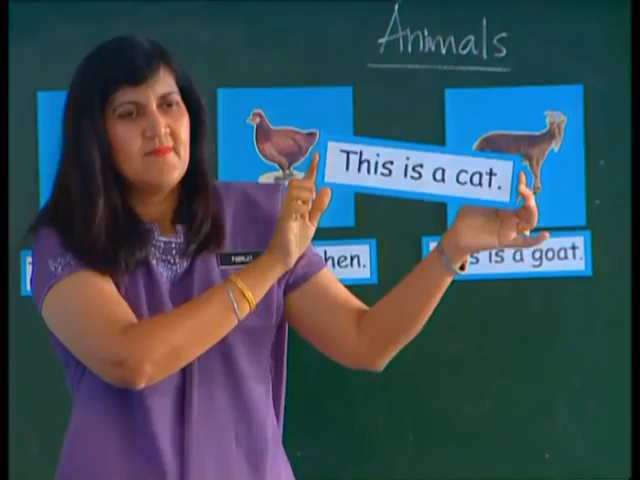 Animals
This is a cat.
hen.
is a goat.